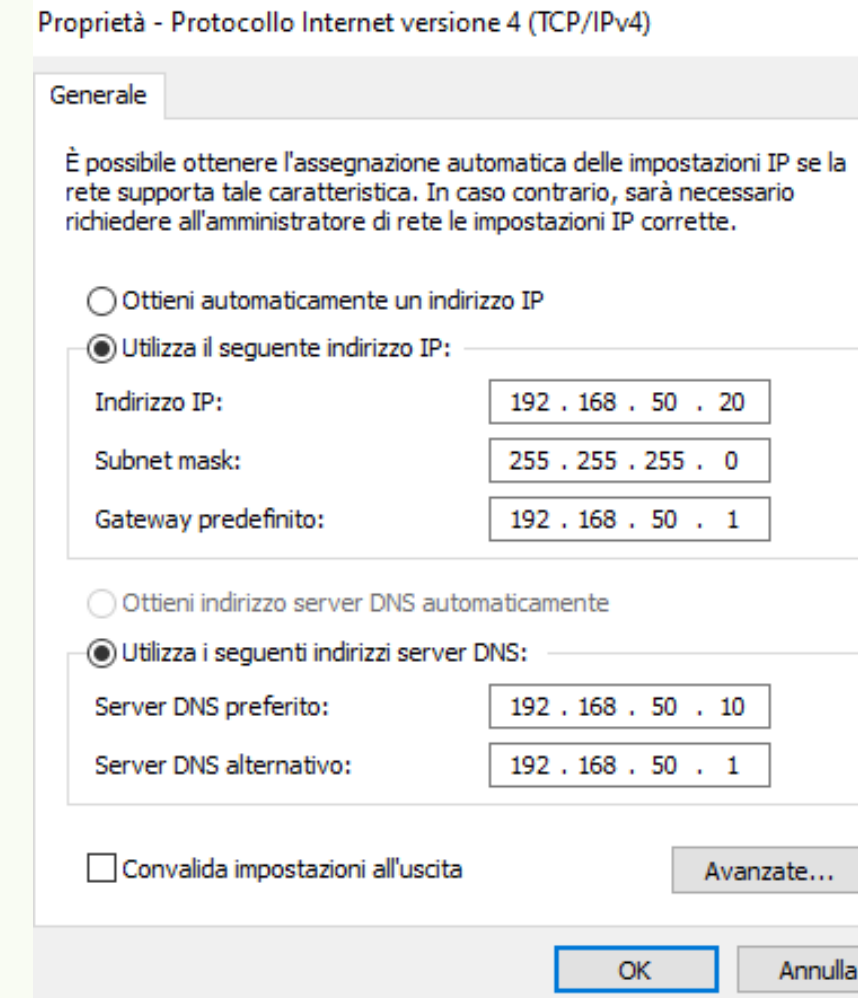 Proprietà - Protocollo Internet versione 4 (TCP/IPv4)
Generale
È possibile ottenere l'assegnazione automatica delle impostazioni IP se la
rete supporta tale caratteristica. In caso contrario, sarà necessario
richiedere all'amministratore di rete le impostazioni IP corrette.
Ottieni automaticamente un indirizzo IP
Utilizza il seguente indirizzo IP:
Indirizzo IP: 192 . 168 . 50 . 20
Subnet mask: 255 . 255 . 255 . 0
Gateway predefinito: 192 . 168 . 50 . 1
Ottieni indirizzo server DNS automaticamente
Utilizza i seguenti indirizzi server DNS:
Server DNS preferito: 192 . 168 . 50 . 10
Server DNS alternativo: 192 . 168 . 50 . 1
Convalida impostazioni all'uscita Avanzate...
OK Annulla